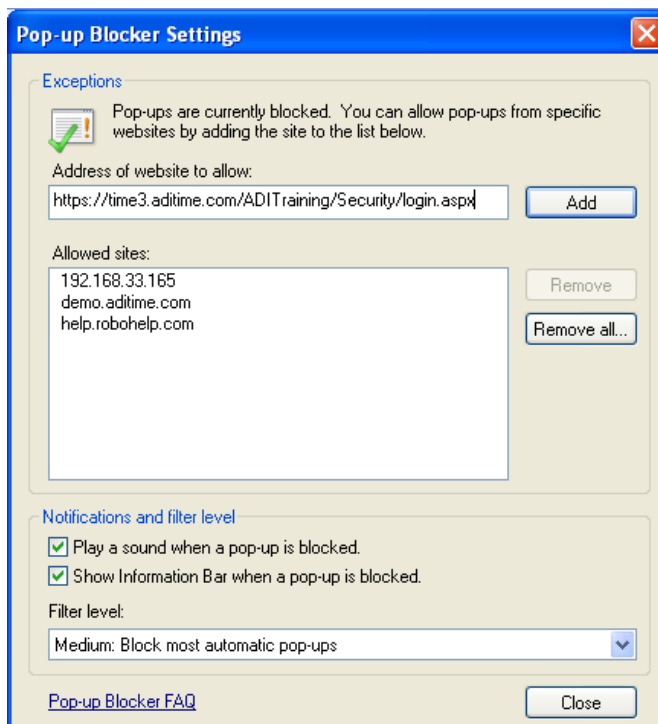 Pop-up Blocker Settings
Exceptions
Pop-ups are currently blocked.  You can allow pop-ups from specific
websites by adding the site to the list below.
Address of website to allow:
https://time3.aditime.com/ADITraining/Security/login.aspx
Add
Allowed sites:
192.168.33.165
demo.aditime.com
help.robohelp.com
Remove
Remove all...
Notifications and filter level
Play a sound when a pop-up is blocked.
Show Information Bar when a pop-up is blocked.
Filter level:
Medium: Block most automatic pop-ups
Pop-up Blocker FAQ
Close